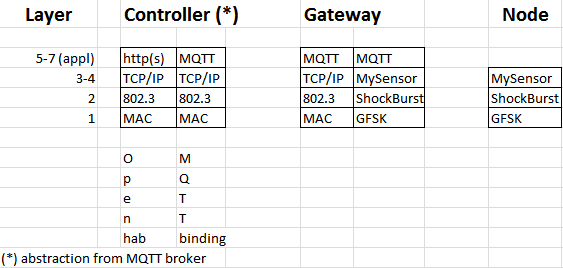 Layer Controller (*) Gateway Node
5-7 (appl) http(s) MQTT MQTT MQTT
3-4 TCP/IP TCP/IP TCP/IP MySensor MySensor
2 802.3 802.3 802.3 ShockBurst ShockBurst
1 MAC MAC MAC GFSK GFSK
O M
p Q
e T
n T
hab binding
(*) abstraction from MQTT broker